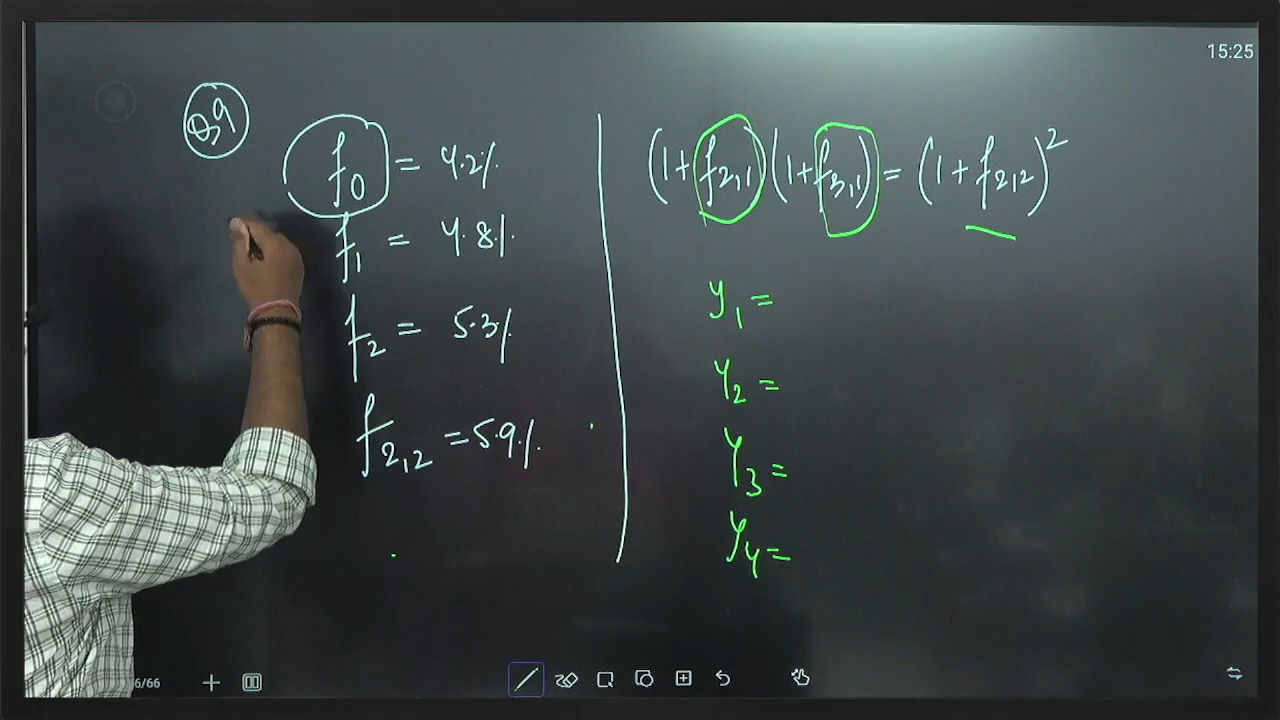 15:25
Q9
f₀ = 4.2%
f₁ = 4.8%
f₂ = 5.3%
f₂,₂ = 5.9%
(1+f₂,₁)(1+f₃,₁) = (1+f₂,₂)²
y₁ =
y₂ =
y₃ =
y₄ =
6/66